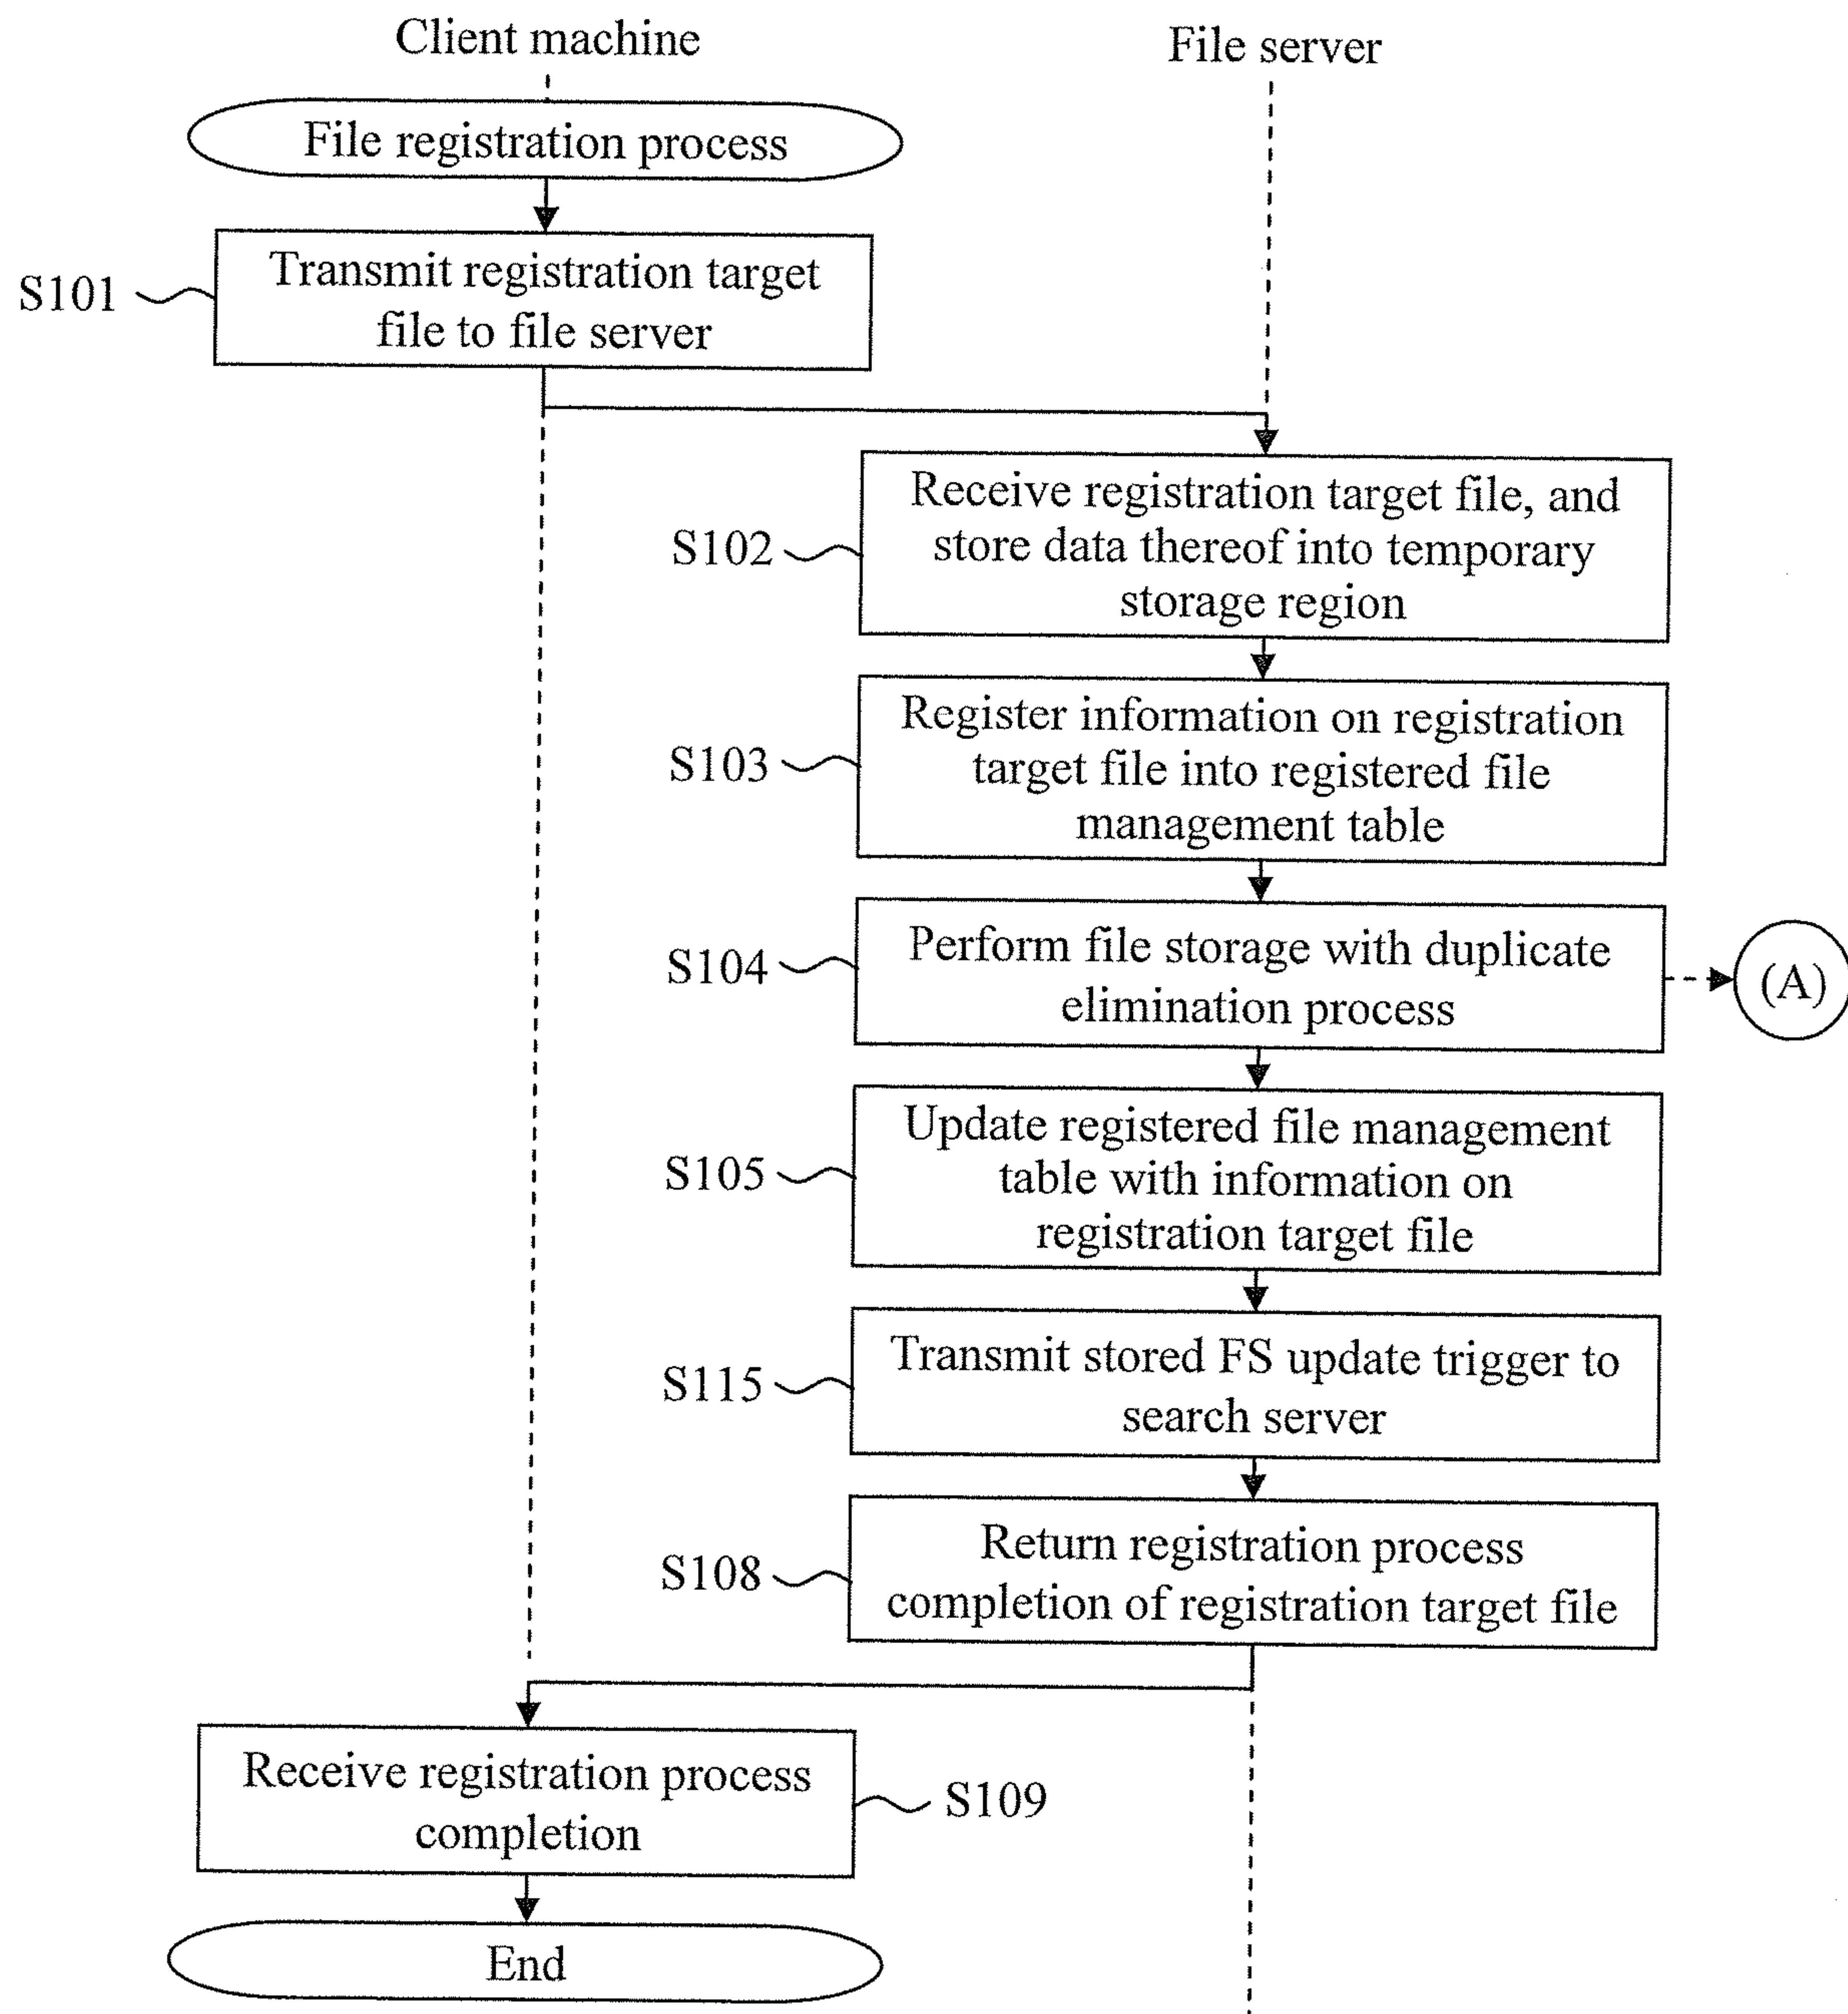 Client machine
File server
File registration process
S101
Transmit registration target
file to file server
S102
Receive registration target file, and
store data thereof into temporary
storage region
S103
Register information on registration
target file into registered file
management table
S104
Perform file storage with duplicate
elimination process
(A)
S105
Update registered file management
table with information on
registration target file
S115
Transmit stored FS update trigger to
search server
S108
Return registration process
completion of registration target file
Receive registration process
completion
S109
End